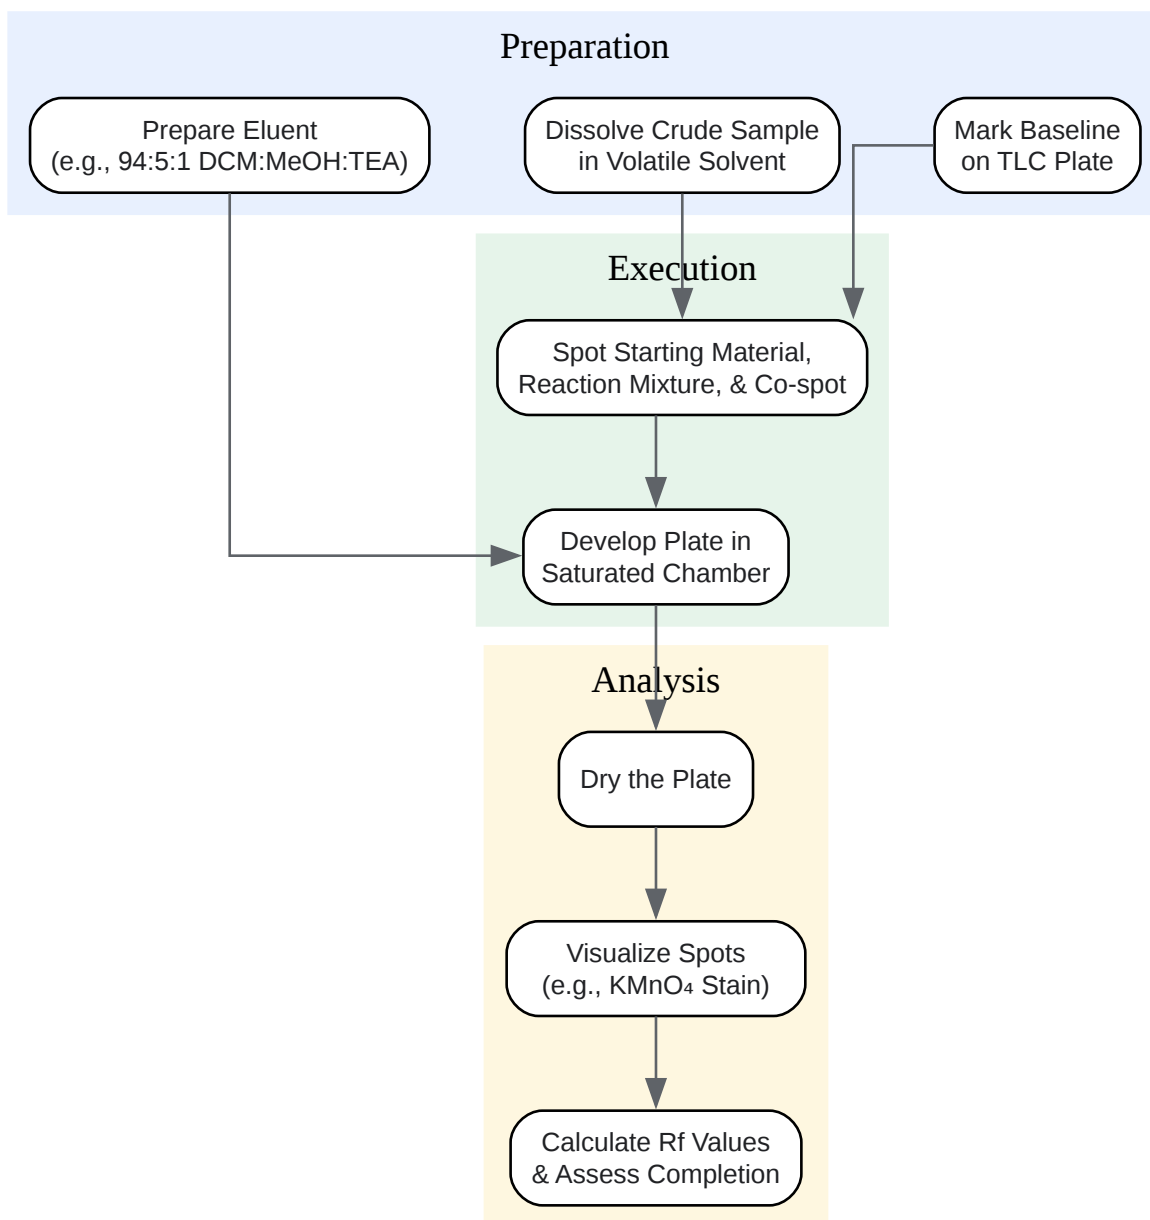 Preparation
Prepare Eluent
(e.g., 94:5:1 DCM:MeOH:TEA)
Dissolve Crude Sample
in Volatile Solvent
Mark Baseline
on TLC Plate
Execution
Spot Starting Material,
Reaction Mixture, & Co-spot
Develop Plate in
Saturated Chamber
Analysis
Dry the Plate
Visualize Spots
(e.g., KMnO₄ Stain)
Calculate Rf Values
& Assess Completion